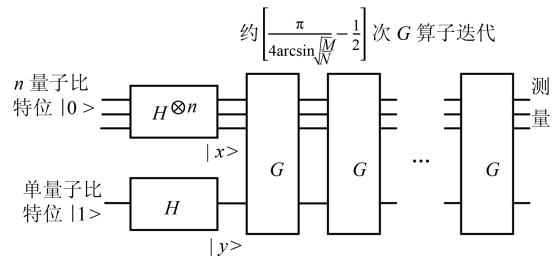 约[π/4arcsin√M/N − 1/2]次 G 算子迭代
n 量子比
特位 |0 >
H⊗n
| x>
G
G
...
G
测
量
单量子比
特位 |1>
H
| y>